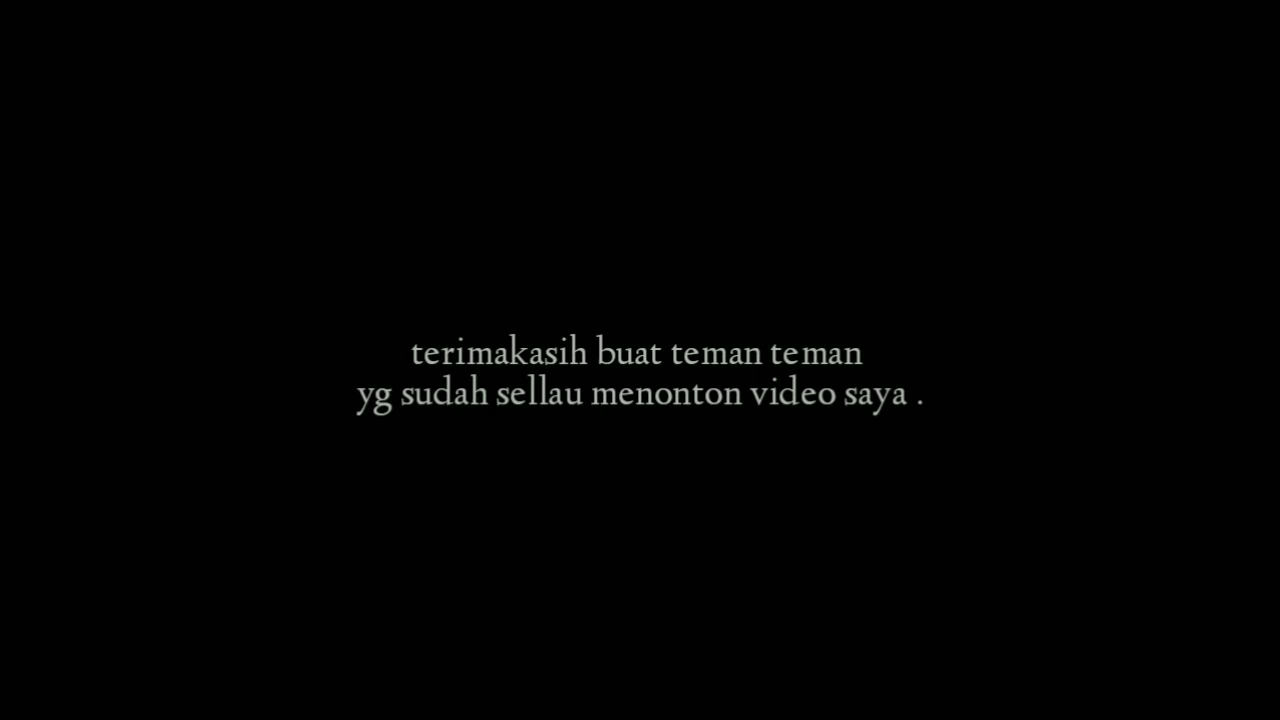 terimakasih buat teman teman
yg sudah sellau menonton video saya .